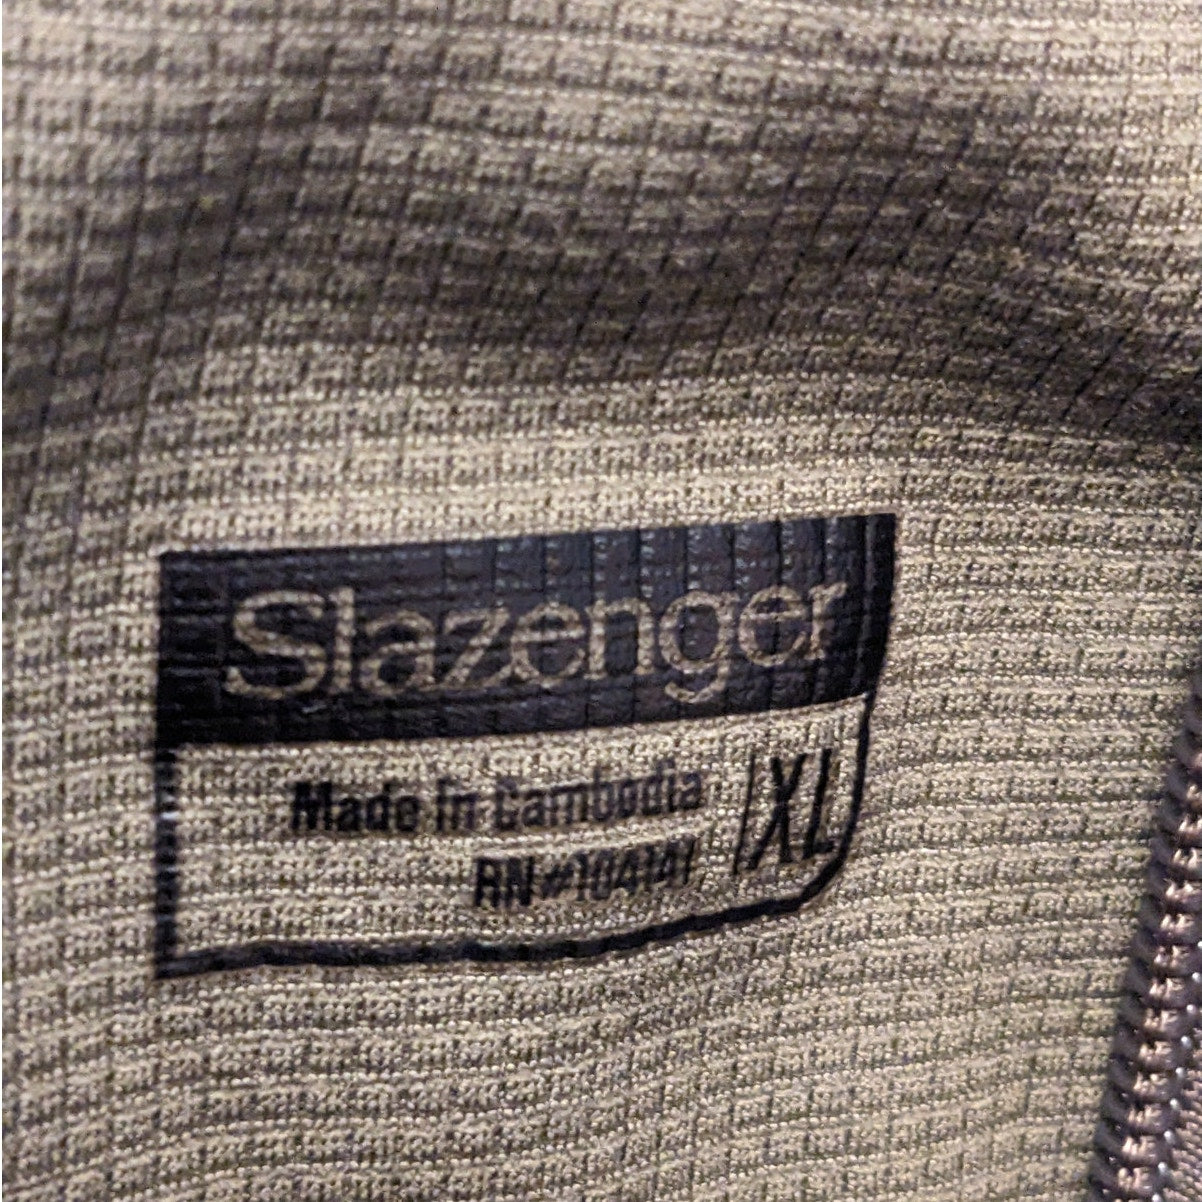 Slazenger
Made in Cambodia
RN#104141
XL